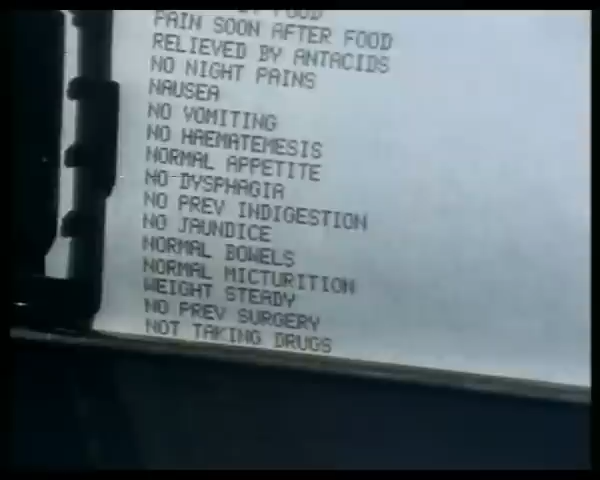 FOOD
PAIN SOON AFTER FOOD
RELIEVED BY ANTACIDS
NO NIGHT PAINS
NAUSEA
NO VOMITING
NO HAEMATEMESIS
NORMAL APPETITE
NO DYSPHAGIA
NO PREV INDIGESTION
NO JAUNDICE
NORMAL BOWELS
NORMAL MICTURITION
WEIGHT STEADY
NO PREV SURGERY
NOT TAKING DRUGS